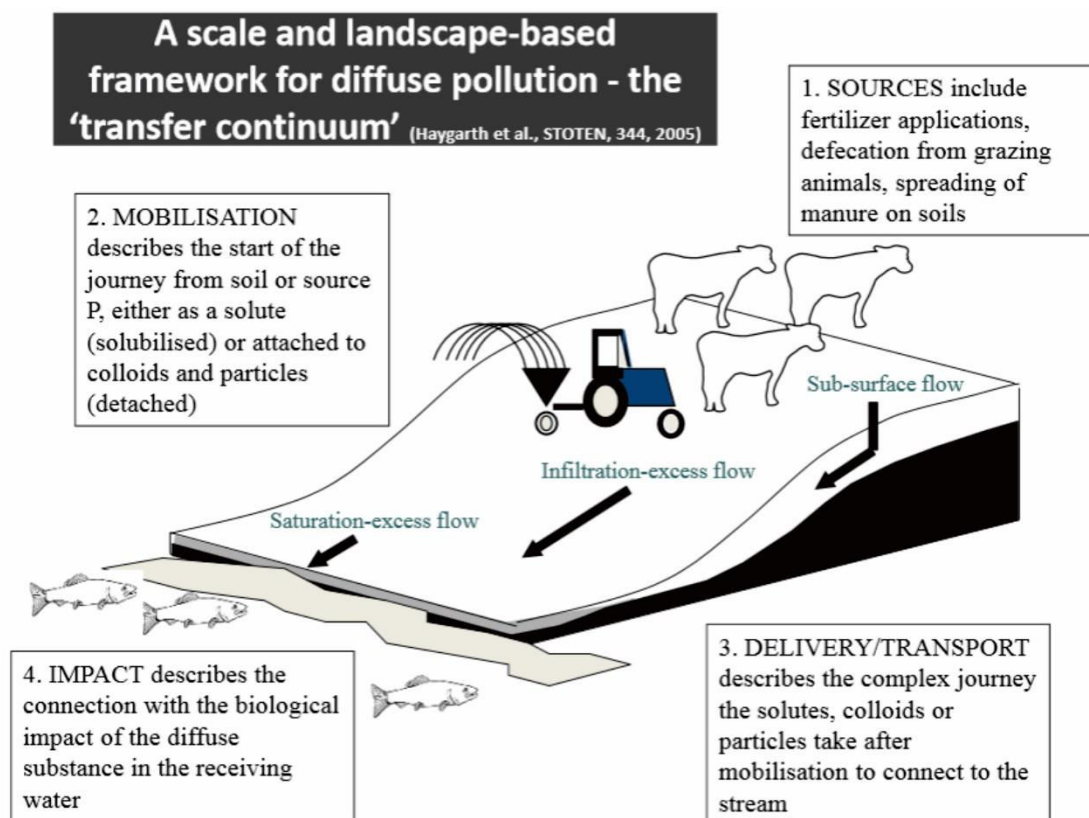 A scale and landscape-based
framework for diffuse pollution - the
‘transfer continuum’ (Haygarth et al., STOTEN, 344, 2005)
1. SOURCES include
fertilizer applications,
defecation from grazing
animals, spreading of
manure on soils
2. MOBILISATION
describes the start of the
journey from soil or source
P, either as a solute
(solubilised) or attached to
colloids and particles
(detached)
Sub-surface flow
Infiltration-excess flow
Saturation-excess flow
3. DELIVERY/TRANSPORT
describes the complex journey
the solutes, colloids or
particles take after
mobilisation to connect to the
stream
4. IMPACT describes the
connection with the biological
impact of the diffuse
substance in the receiving
water